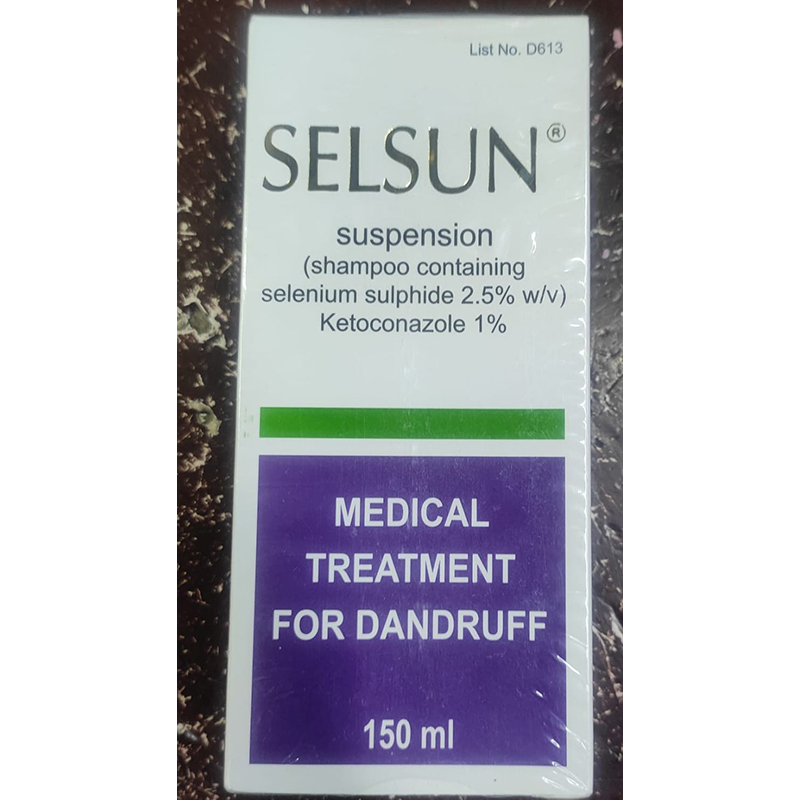 List No. D613
SELSUN®
suspension
(shampoo containing
selenium sulphide 2.5% w/v)
Ketoconazole 1%
MEDICAL
TREATMENT
FOR DANDRUFF
150 ml